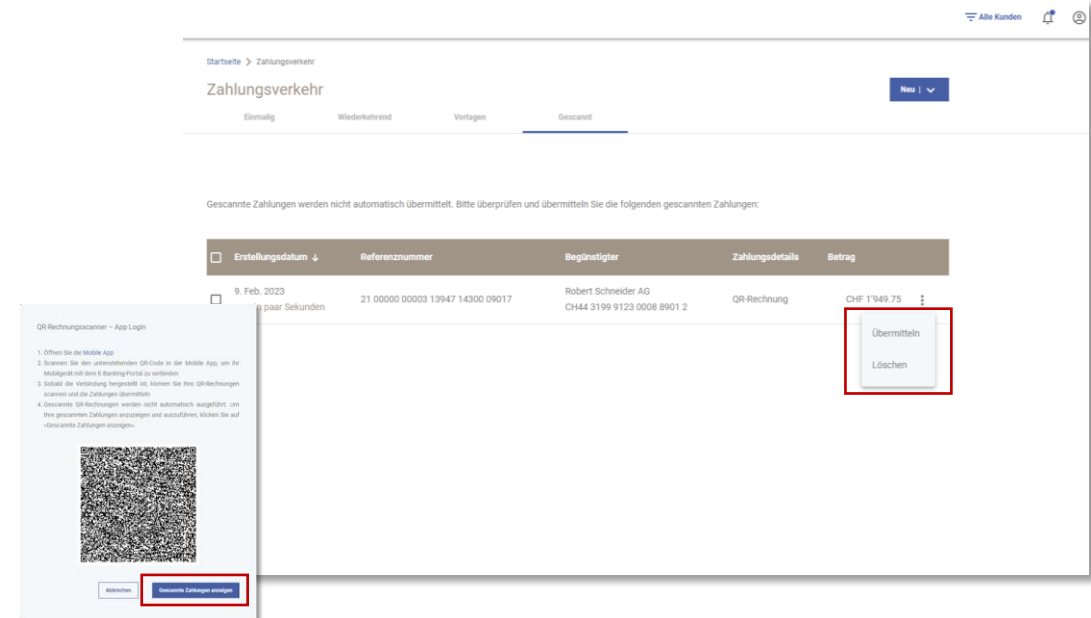 Alle Kunden
Startseite > Zahlungsverkehr
Zahlungsverkehr
Neu
Einmalig Wiederkehrend Vorlagen Gescannt
Gescannte Zahlungen werden nicht automatisch übermittelt. Bitte überprüfen und übermitteln Sie die folgenden gescannten Zahlungen:
Erstellungsdatum ↓ Referenznummer Begünstigter Zahlungsdetails Betrag
9. Feb. 2023
paar Sekunden
21 00000 00003 13947 14300 09017
Robert Schneider AG
CH44 3199 9123 0008 8901 2
QR-Rechnung
CHF 1'949.75
Übermitteln
Löschen
QR-Rechnungsscanner – App Login
1. Öffnen Sie die Mobile App
2. Scannen Sie den untenstehenden QR-Code in der Mobile App, um Ihr
Mobilgerät mit dem E-Banking-Portal zu verbinden
3. Sobald die Verbindung hergestellt ist, können Sie Ihre QR-Rechnungen
scannen und die Zahlungen übermitteln
4. Gescannte QR-Rechnungen werden nicht automatisch ausgeführt. Um
Ihre gescannten Zahlungen anzuzeigen und auszuführen, klicken Sie auf
«Gescannte Zahlungen anzeigen».
Abbrechen
Gescannte Zahlungen anzeigen